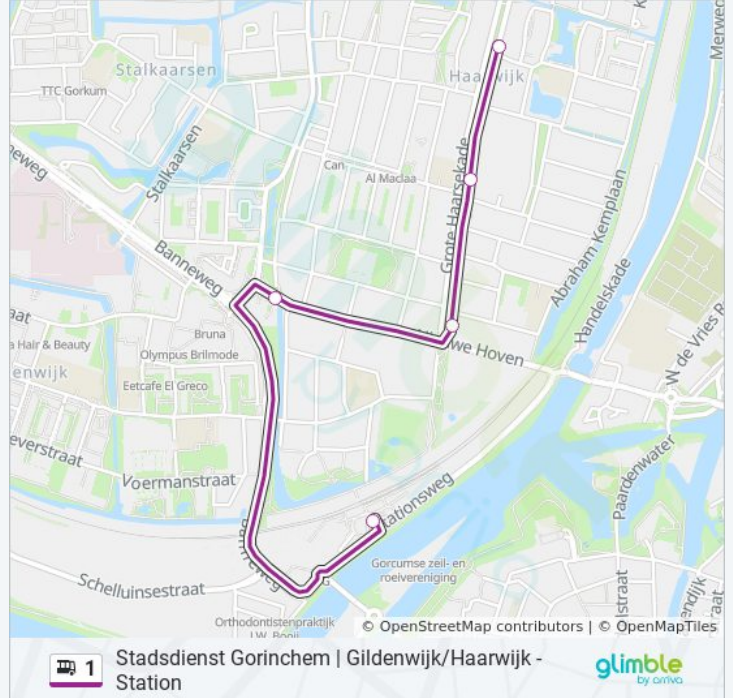 Stalkaarsen
TTC Gorkum
Haarwijk
Merwed
Stalkaarsen
Can
Al Maclaa
Grote Haarsekade
Abraham Kemplaan
Handelskade
Banneweg
W. de Vries R
Bruna
a Hair & Beauty
Olympus Brilmode
enwijk
Eetcafe El Greco
uwe Hoven
everstraat
Voermanstraat
Paardenwater
Stationsweg
Schelluinsestraat
Gorcumse zeil- en
roeivereniging
Orthodontistenpraktijk
J.W. Booij
© OpenStreetMap contributors | © OpenMapTiles
1
Stadsdienst Gorinchem | Gildenwijk/Haarwijk -
Station
glimble
by arriva